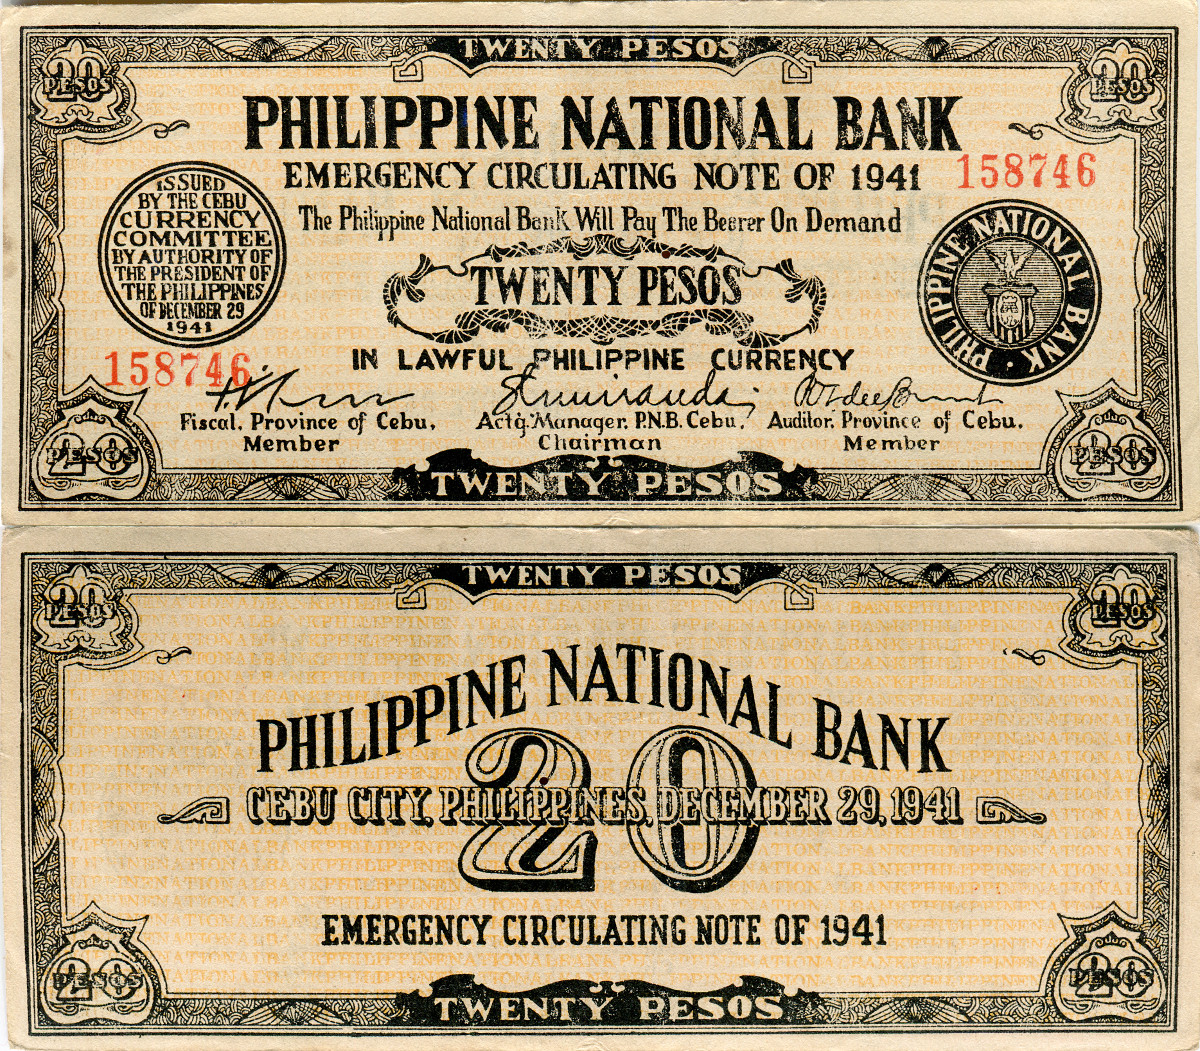 TWENTY PESOS
20 PESOS
20 PESOS
PHILIPPINE NATIONAL BANK
EMERGENCY CIRCULATING NOTE OF 1941
158746
The Philippine National Bank Will Pay The Bearer On Demand
ISSUED
BY THE CEBU
CURRENCY
COMMITTEE
BY AUTHORITY OF
THE PRESIDENT OF
THE PHILIPPINES
OF DECEMBER 29
1941
TWENTY PESOS
PHILIPPINE NATIONAL BANK
IN LAWFUL PHILIPPINE CURRENCY
158746
Fiscal, Province of Cebu,
Member
Act'g. Manager, P.N.B. Cebu,
Chairman
Auditor, Province of Cebu.
Member
20 PESOS
20 PESOS
TWENTY PESOS
TWENTY PESOS
20 PESOS
20 PESOS
PHILIPPINE NATIONAL BANK
20
CEBU CITY, PHILIPPINES, DECEMBER 29, 1941
EMERGENCY CIRCULATING NOTE OF 1941
20 PESOS
20 PESOS
TWENTY PESOS